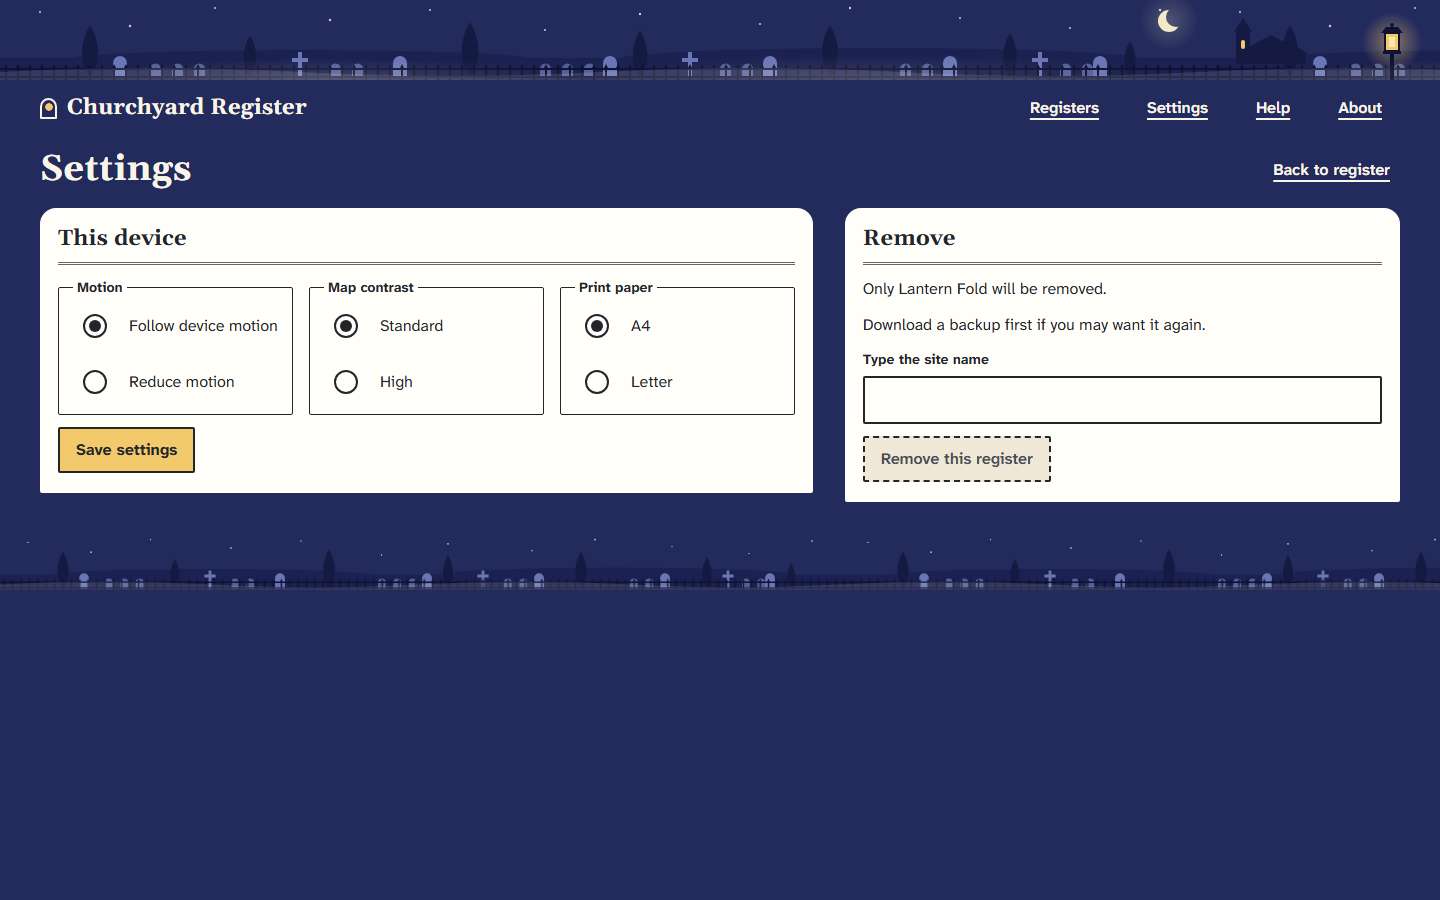 Churchyard Register
Registers
Settings
Help
About
Settings
Back to register
This device
Motion
Follow device motion
Reduce motion
Map contrast
Standard
High
Print paper
A4
Letter
Save settings
Remove
Only Lantern Fold will be removed.
Download a backup first if you may want it again.
Type the site name
Remove this register